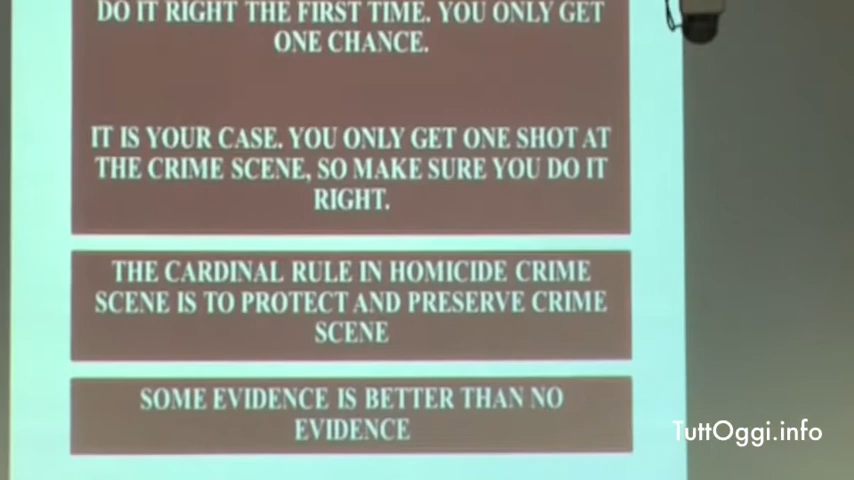 DO IT RIGHT THE FIRST TIME. YOU ONLY GET
ONE CHANCE.
IT IS YOUR CASE. YOU ONLY GET ONE SHOT AT
THE CRIME SCENE, SO MAKE SURE YOU DO IT
RIGHT.
THE CARDINAL RULE IN HOMICIDE CRIME
SCENE IS TO PROTECT AND PRESERVE CRIME
SCENE
SOME EVIDENCE IS BETTER THAN NO
EVIDENCE
TuttOggi.info